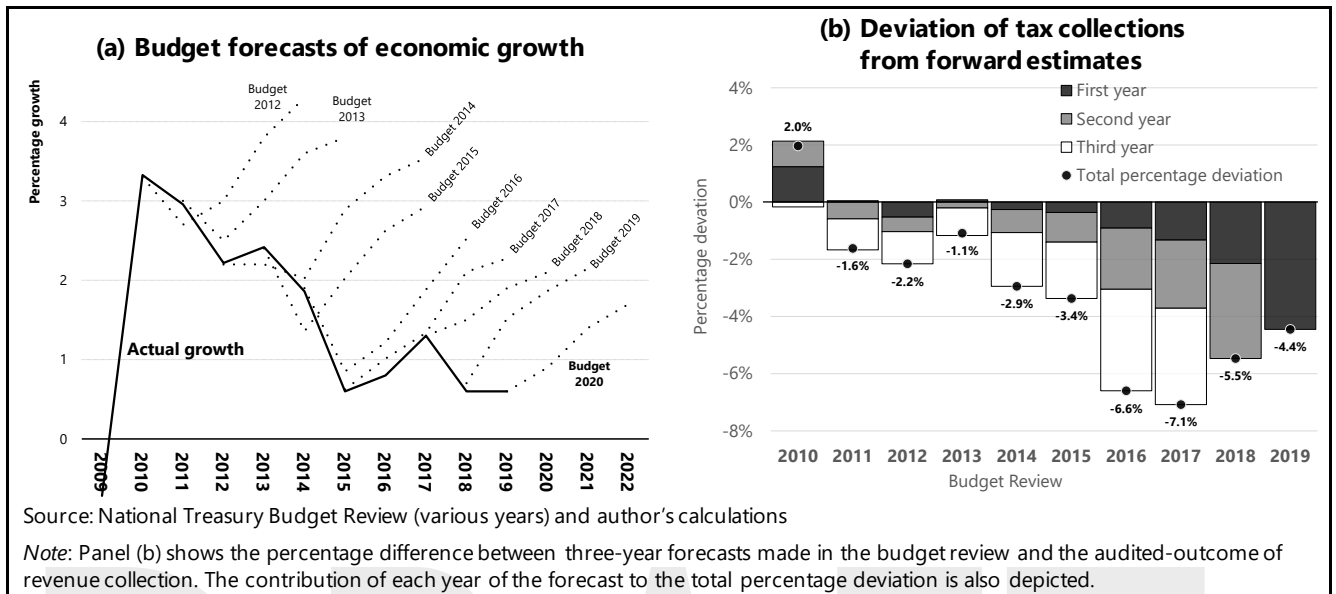 (a) Budget forecasts of economic growth
Percentage growth
4
3
2
1
0
Budget
2012
Budget
2013
Budget 2014
Budget 2015
Budget 2016
Budget 2017
Budget 2018
Budget 2019
Budget
2020
Actual growth
2009
2010
2011
2012
2013
2014
2015
2016
2017
2018
2019
2020
2021
2022
(b) Deviation of tax collections
from forward estimates
Percentage devation
4%
2%
0%
-2%
-4%
-6%
-8%
First year
Second year
Third year
Total percentage deviation
2.0%
-1.6%
-2.2%
-1.1%
-2.9%
-3.4%
-6.6%
-7.1%
-5.5%
-4.4%
2010 2011 2012 2013 2014 2015 2016 2017 2018 2019
Budget Review
Source: National Treasury Budget Review (various years) and author's calculations
Note: Panel (b) shows the percentage difference between three-year forecasts made in the budget review and the audited-outcome of
revenue collection. The contribution of each year of the forecast to the total percentage deviation is also depicted.